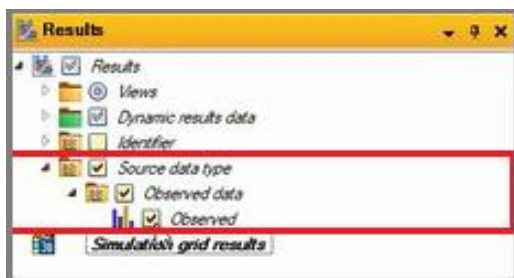 Results
Results
Views
Dynamic results data
Identifier
Source data type
Observed data
Observed
Simulation grid results